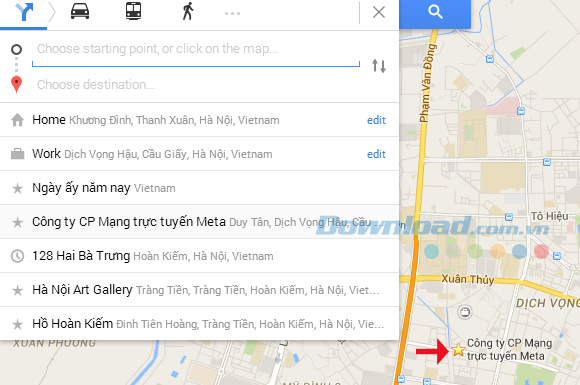 Choose starting point, or click on the map...
Choose destination...
Home Khương Đình, Thanh Xuân, Hà Nội, Vietnam edit
Work Dịch Vọng Hậu, Cầu Giấy, Hà Nội, Vietnam edit
Ngày ấy năm nay Vietnam
Công ty CP Mạng trực tuyến Meta Duy Tân, Dịch Vọng Hậu, Cầu
128 Hai Bà Trưng Hoàn Kiếm, Hà Nội, Vietnam
Hà Nội Art Gallery Tràng Tiền, Tràng Tiền, Hoàn Kiếm, Hà Nội, Viet...
Hồ Hoàn Kiếm Đinh Tiên Hoàng, Tràng Tiền, Hoàn Kiếm, Hà Nội, Vi...
Phạm Văn Đồng
Tô Hiệu
Download.com.vn
Xuân Thủy
DỊCH VỌNG
Công ty CP Mạng
trực tuyến Meta
XUÂN PHƯƠNG
MỸ ĐÌNH